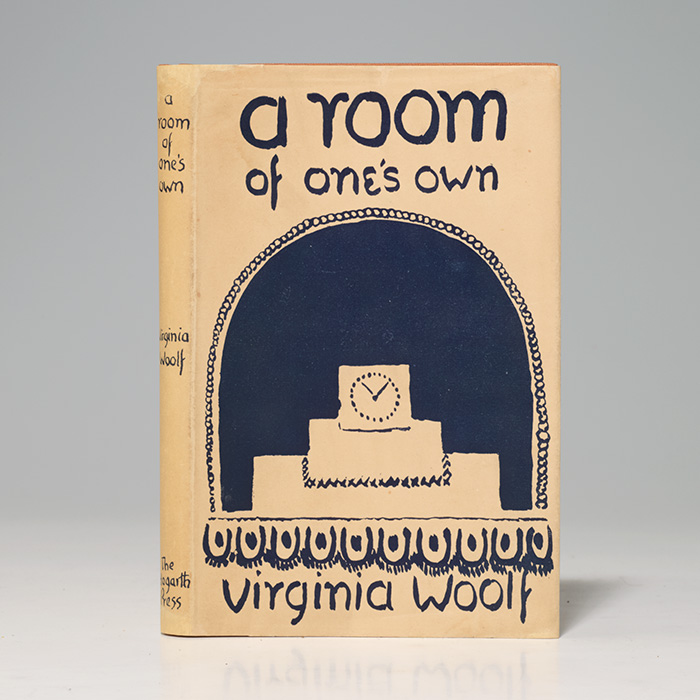 a room
of one's own
virginia woolf
a
room
of
one's
own
virginia
woolf
The
Hogarth
Press